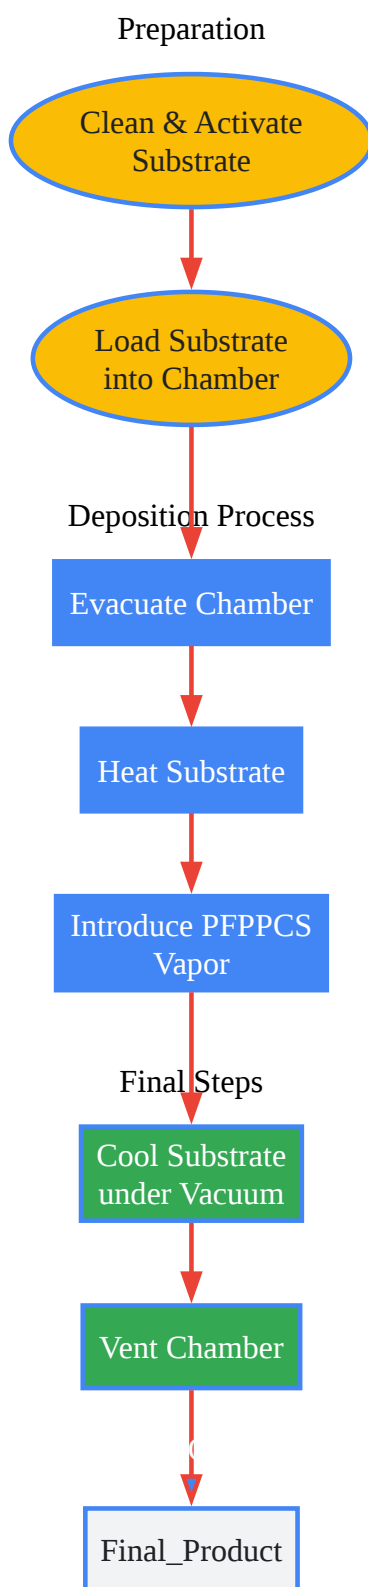 Preparation
Clean & Activate
Substrate
Load Substrate
into Chamber
Deposition Process
Evacuate Chamber
Heat Substrate
Introduce PFPPCS
Vapor
Final Steps
Cool Substrate
under Vacuum
Vent Chamber
Final_Product